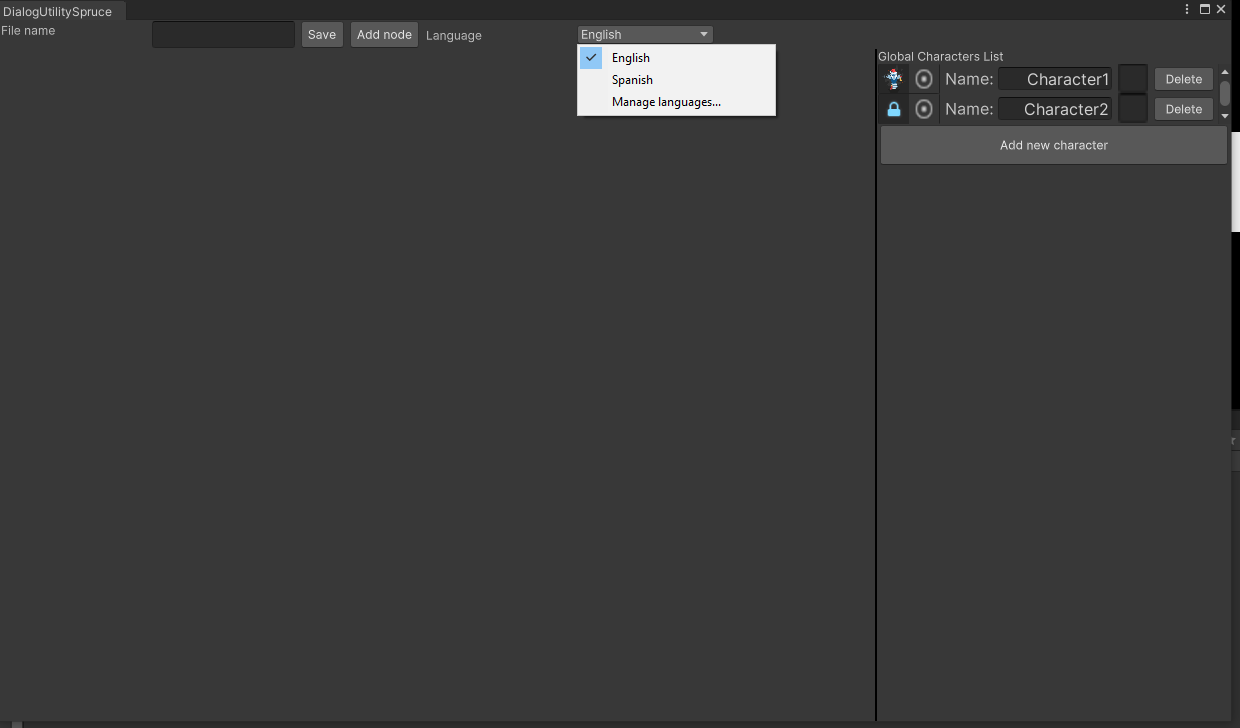 DialogUtilitySpruce
File name Save Add node Language English
English
Spanish
Manage languages...
Global Characters List
Name: Character1 Delete
Name: Character2 Delete
Add new character